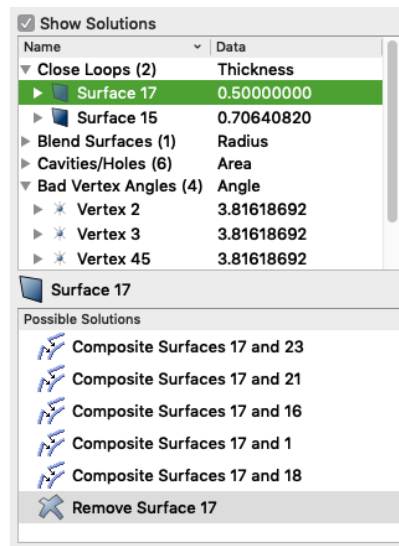 Show Solutions
Name Data
Close Loops (2) Thickness
Surface 17 0.50000000
Surface 15 0.70640820
Blend Surfaces (1) Radius
Cavities/Holes (6) Area
Bad Vertex Angles (4) Angle
Vertex 2 3.81618692
Vertex 3 3.81618692
Vertex 45 3.81618692
Surface 17
Possible Solutions
Composite Surfaces 17 and 23
Composite Surfaces 17 and 21
Composite Surfaces 17 and 16
Composite Surfaces 17 and 1
Composite Surfaces 17 and 18
Remove Surface 17